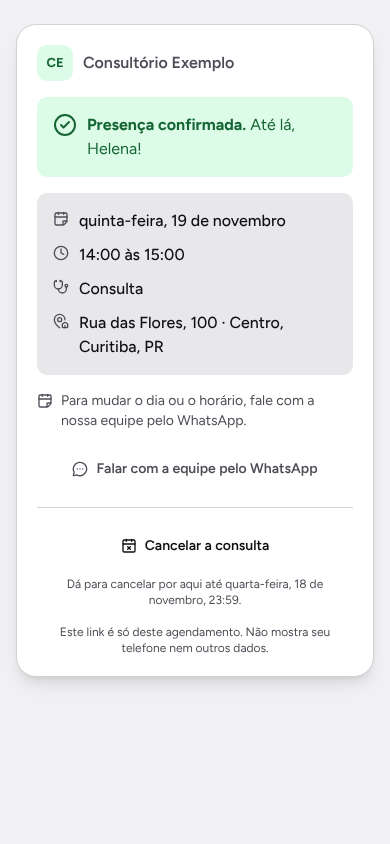 CE
Consultório Exemplo
Presença confirmada. Até lá,
Helena!
quinta-feira, 19 de novembro
14:00 às 15:00
Consulta
Rua das Flores, 100 · Centro,
Curitiba, PR
Para mudar o dia ou o horário, fale com a
nossa equipe pelo WhatsApp.
Falar com a equipe pelo WhatsApp
Cancelar a consulta
Dá para cancelar por aqui até quarta-feira, 18 de
novembro, 23:59.
Este link é só deste agendamento. Não mostra seu
telefone nem outros dados.